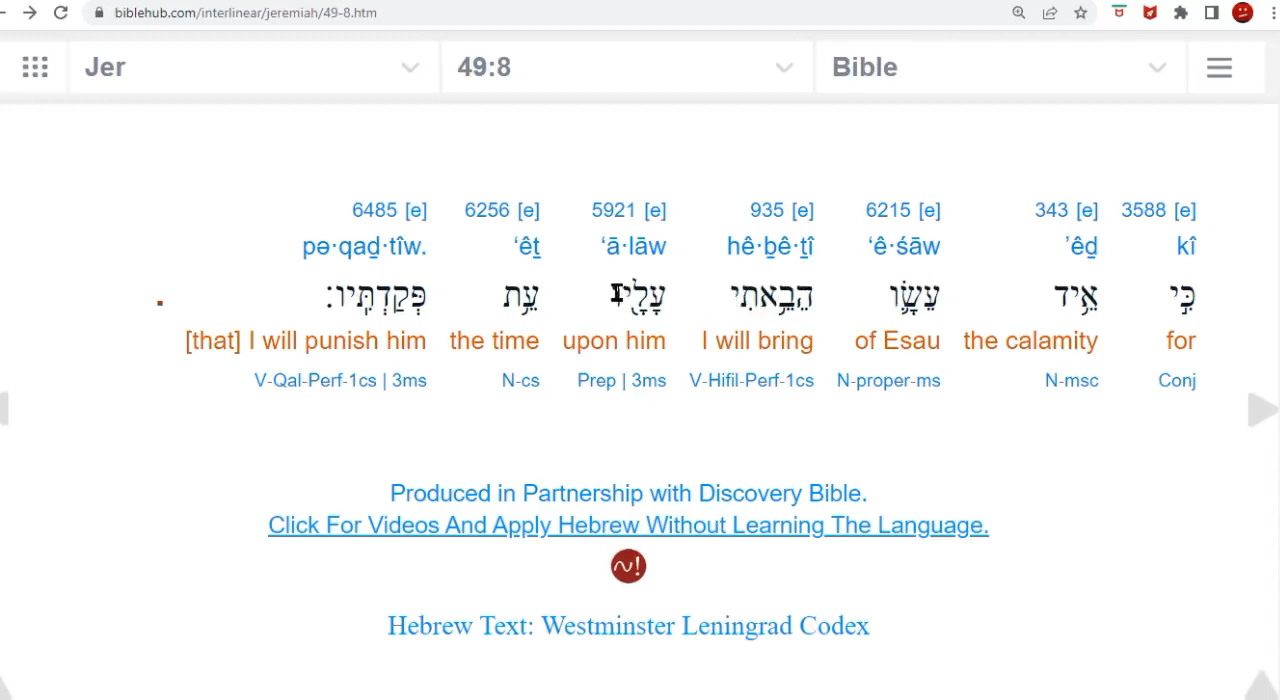 biblehub.com/interlinear/jeremiah/49-8.htm
Jer 49:8 Bible
6485 [e] 6256 [e] 5921 [e] 935 [e] 6215 [e] 343 [e] 3588 [e]
pə·qaḏ·tîw. ‘êṯ ‘ā·lāw hê·ḇê·ṯî ‘ê·śāw ’êḏ kî
כִּ֣י אֵ֥יד עֵשָׂ֛ו הֵבֵ֥אתִי עָלָ֖יו עֵ֥ת פְּקַדְתִּֽיו׃
[that] I will punish him the time upon him I will bring of Esau the calamity for
V-Qal-Perf-1cs | 3ms N-cs Prep | 3ms V-Hifil-Perf-1cs N-proper-ms N-msc Conj
Produced in Partnership with Discovery Bible.
Click For Videos And Apply Hebrew Without Learning The Language.
Hebrew Text: Westminster Leningrad Codex